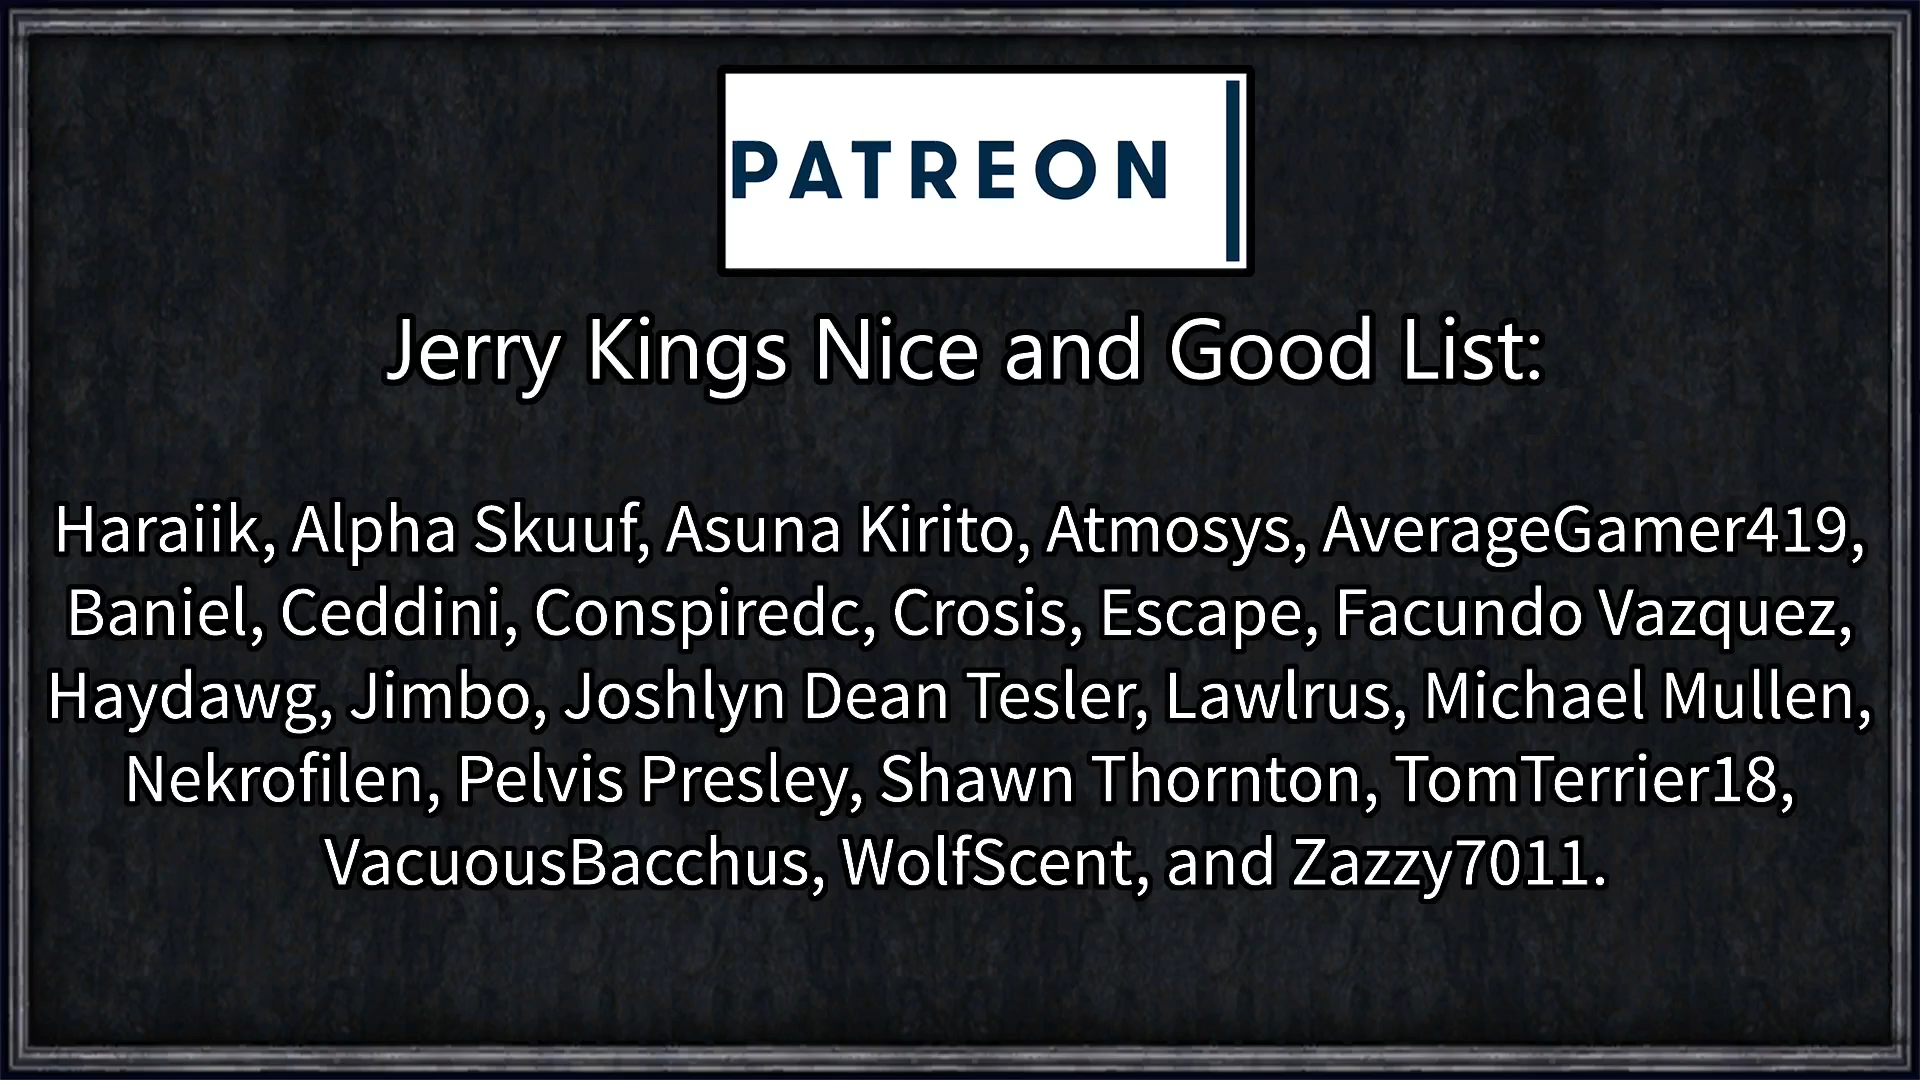 PATREON
Jerry Kings Nice and Good List:
Haraiik, Alpha Skuuf, Asuna Kirito, Atmosys, AverageGamer419,
Baniel, Ceddini, Conspiredc, Crosis, Escape, Facundo Vazquez,
Haydawg, Jimbo, Joshlyn Dean Tesler, Lawlrus, Michael Mullen,
Nekrofilen, Pelvis Presley, Shawn Thornton, TomTerrier18,
VacuousBacchus, WolfScent, and Zazzy7011.